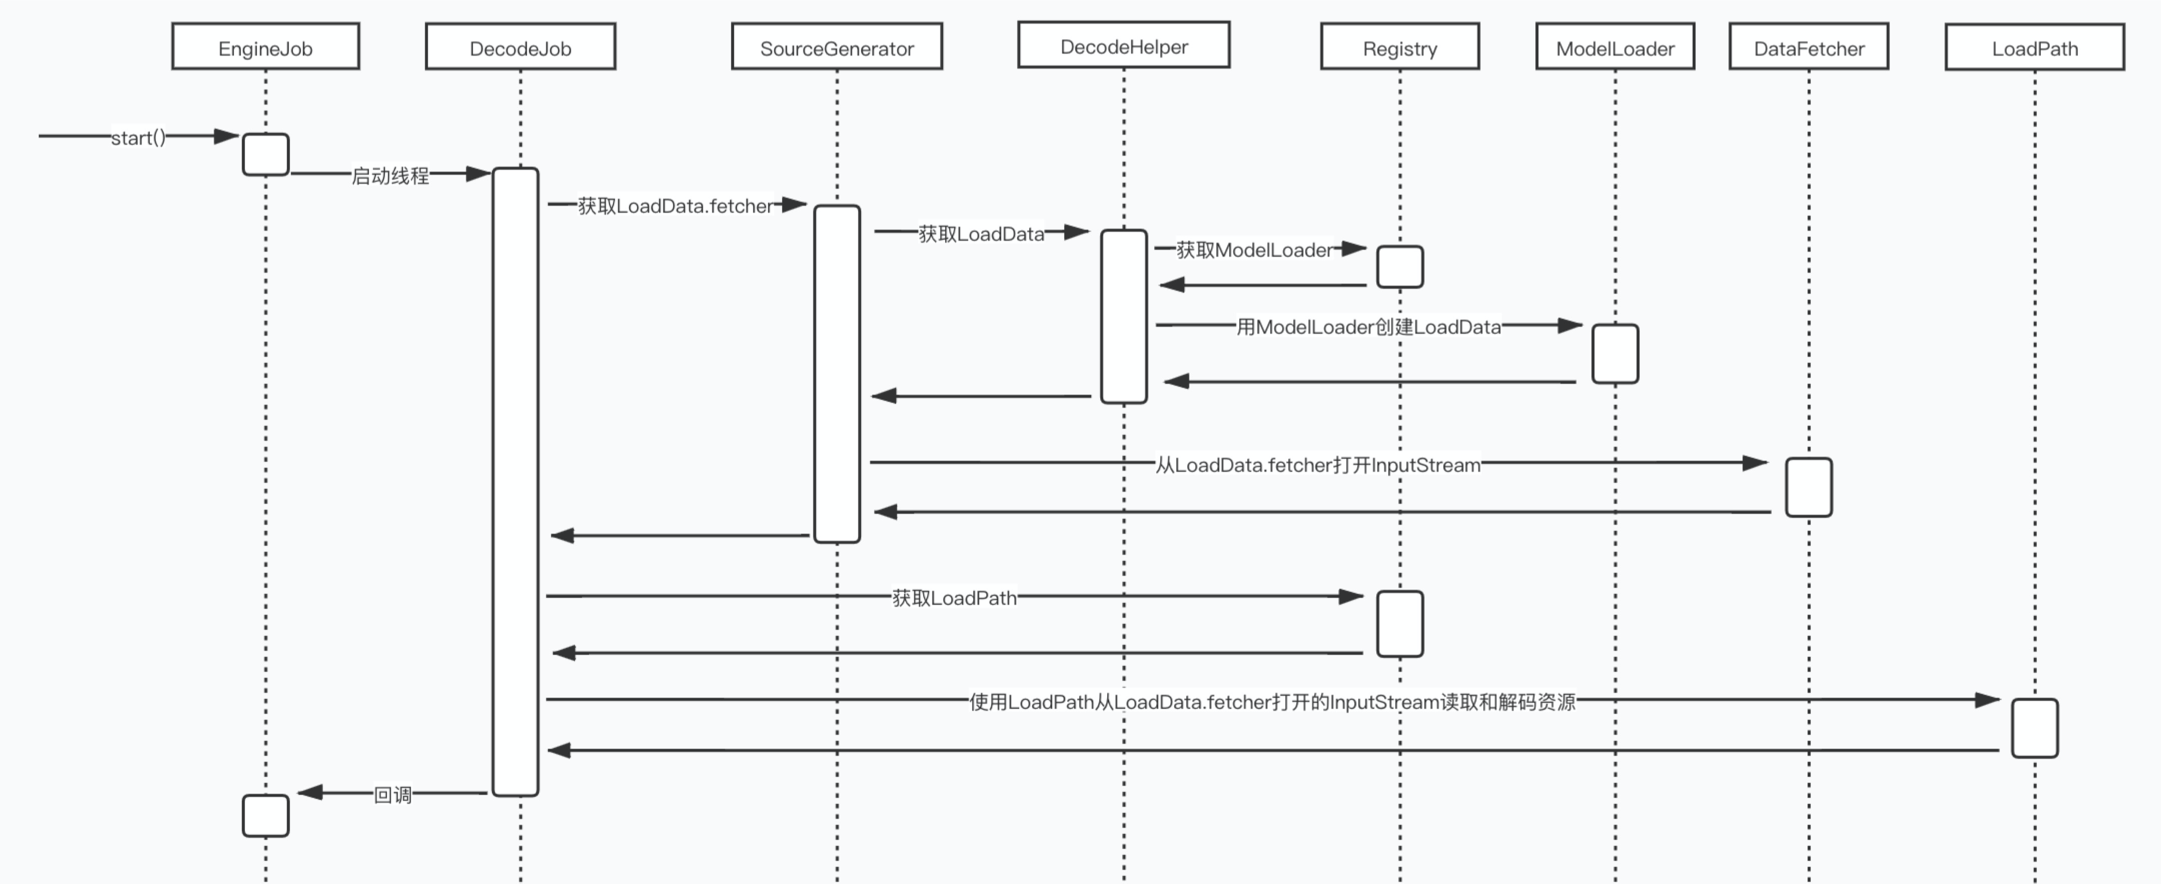 EngineJob
DecodeJob
SourceGenerator
DecodeHelper
Registry
ModelLoader
DataFetcher
LoadPath
start()
启动线程
获取LoadData.fetcher
获取LoadData
获取ModelLoader
用ModelLoader创建LoadData
从LoadData.fetcher打开InputStream
获取LoadPath
使用LoadPath从LoadData.fetcher打开的InputStream读取和解码资源
回调